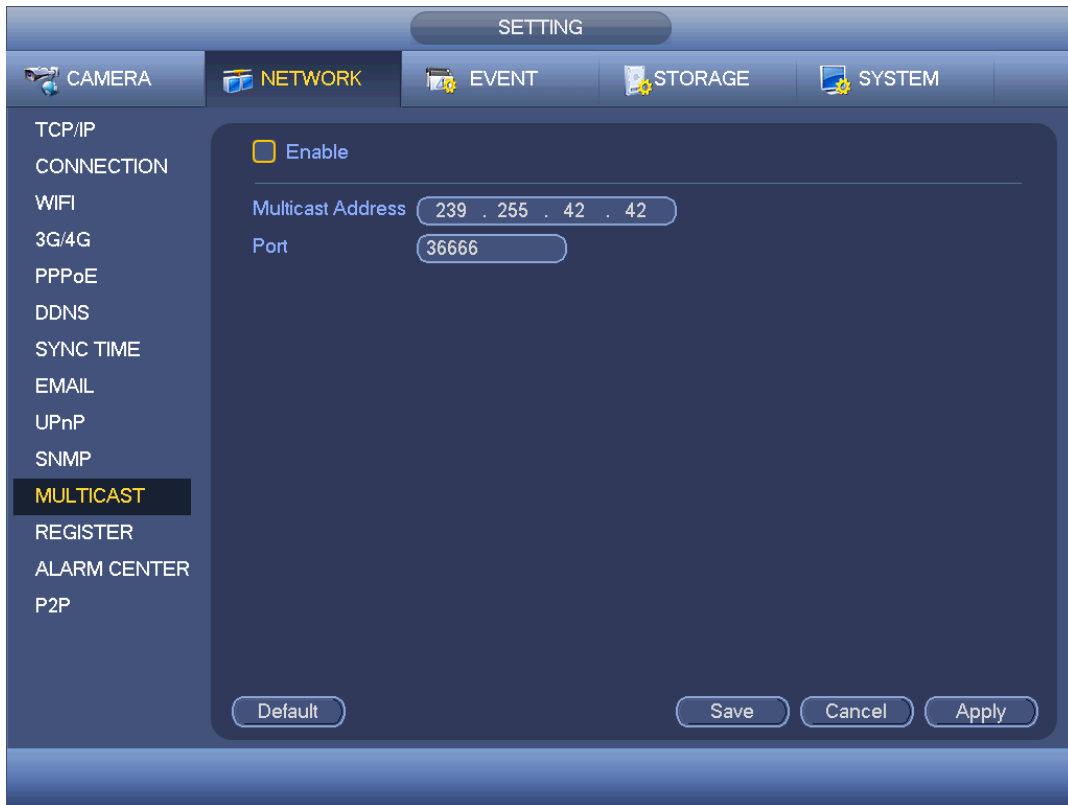 SETTING
CAMERA NETWORK EVENT STORAGE SYSTEM
TCP/IP
CONNECTION
WIFI
3G/4G
PPPoE
DDNS
SYNC TIME
EMAIL
UPnP
SNMP
MULTICAST
REGISTER
ALARM CENTER
P2P
Enable
Multicast Address 239 . 255 . 42 . 42
Port 36666
Default Save Cancel Apply